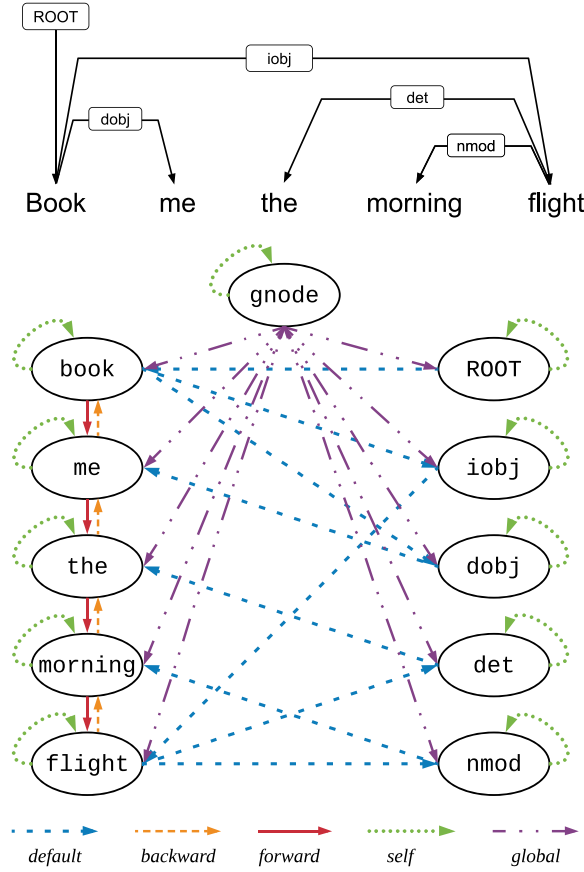 ROOT
iobj
det
dobj
nmod
Book me the morning flight
gnode
book ROOT
me iobj
the dobj
morning det
flight nmod
default backward forward self global